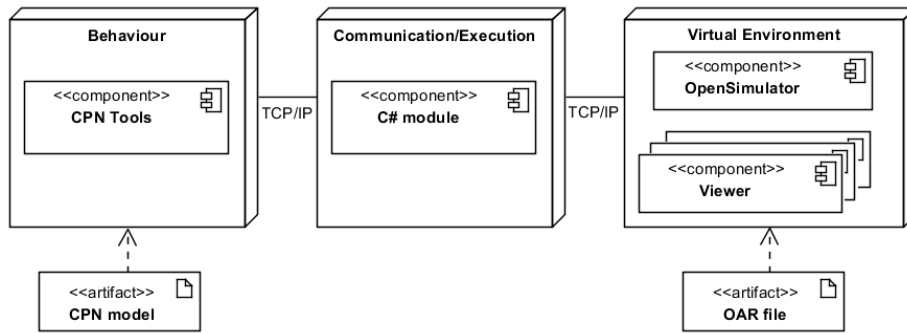 Behaviour
<<component>>
CPN Tools
TCP/IP
Communication/Execution
<<component>>
C# module
TCP/IP
Virtual Environment
<<component>>
OpenSimulator
<<component>>
Viewer
<<artifact>>
CPN model
<<artifact>>
OAR file